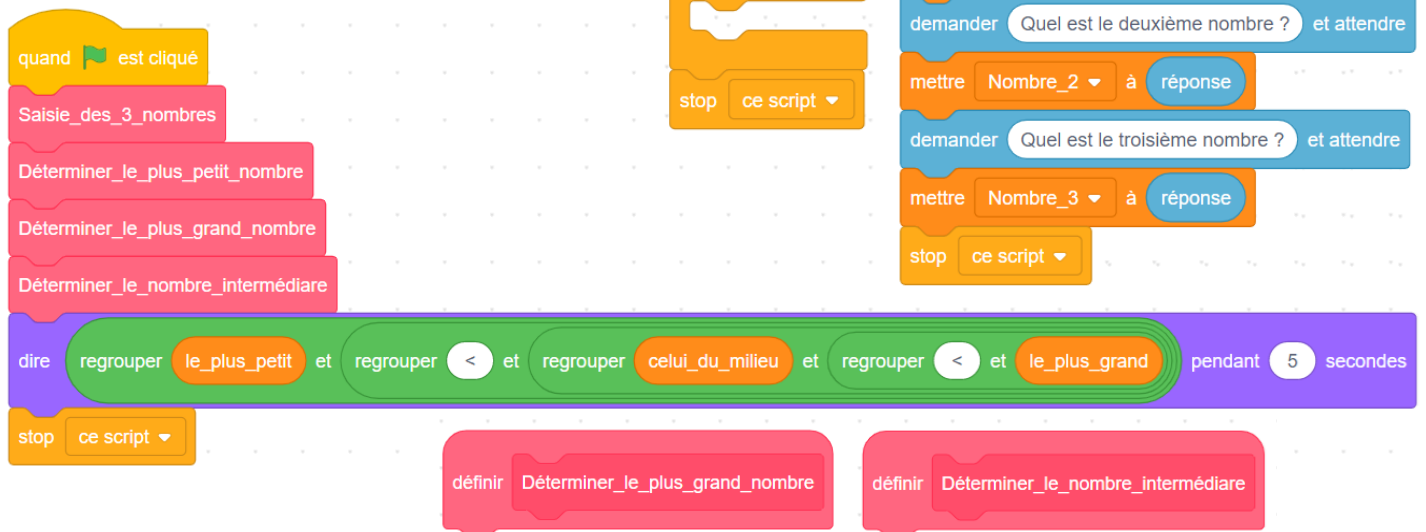 quand est cliqué
Saisie_des_3_nombres
Déterminer_le_plus_petit_nombre
Déterminer_le_plus_grand_nombre
Déterminer_le_nombre_intermédiare
dire regrouper le_plus_petit et regrouper < et regrouper celui_du_milieu et regrouper < et le_plus_grand pendant 5 secondes
stop ce script
stop ce script
demander Quel est le deuxième nombre ? et attendre
mettre Nombre_2 à réponse
demander Quel est le troisième nombre ? et attendre
mettre Nombre_3 à réponse
stop ce script
définir Déterminer_le_plus_grand_nombre
définir Déterminer_le_nombre_intermédiare